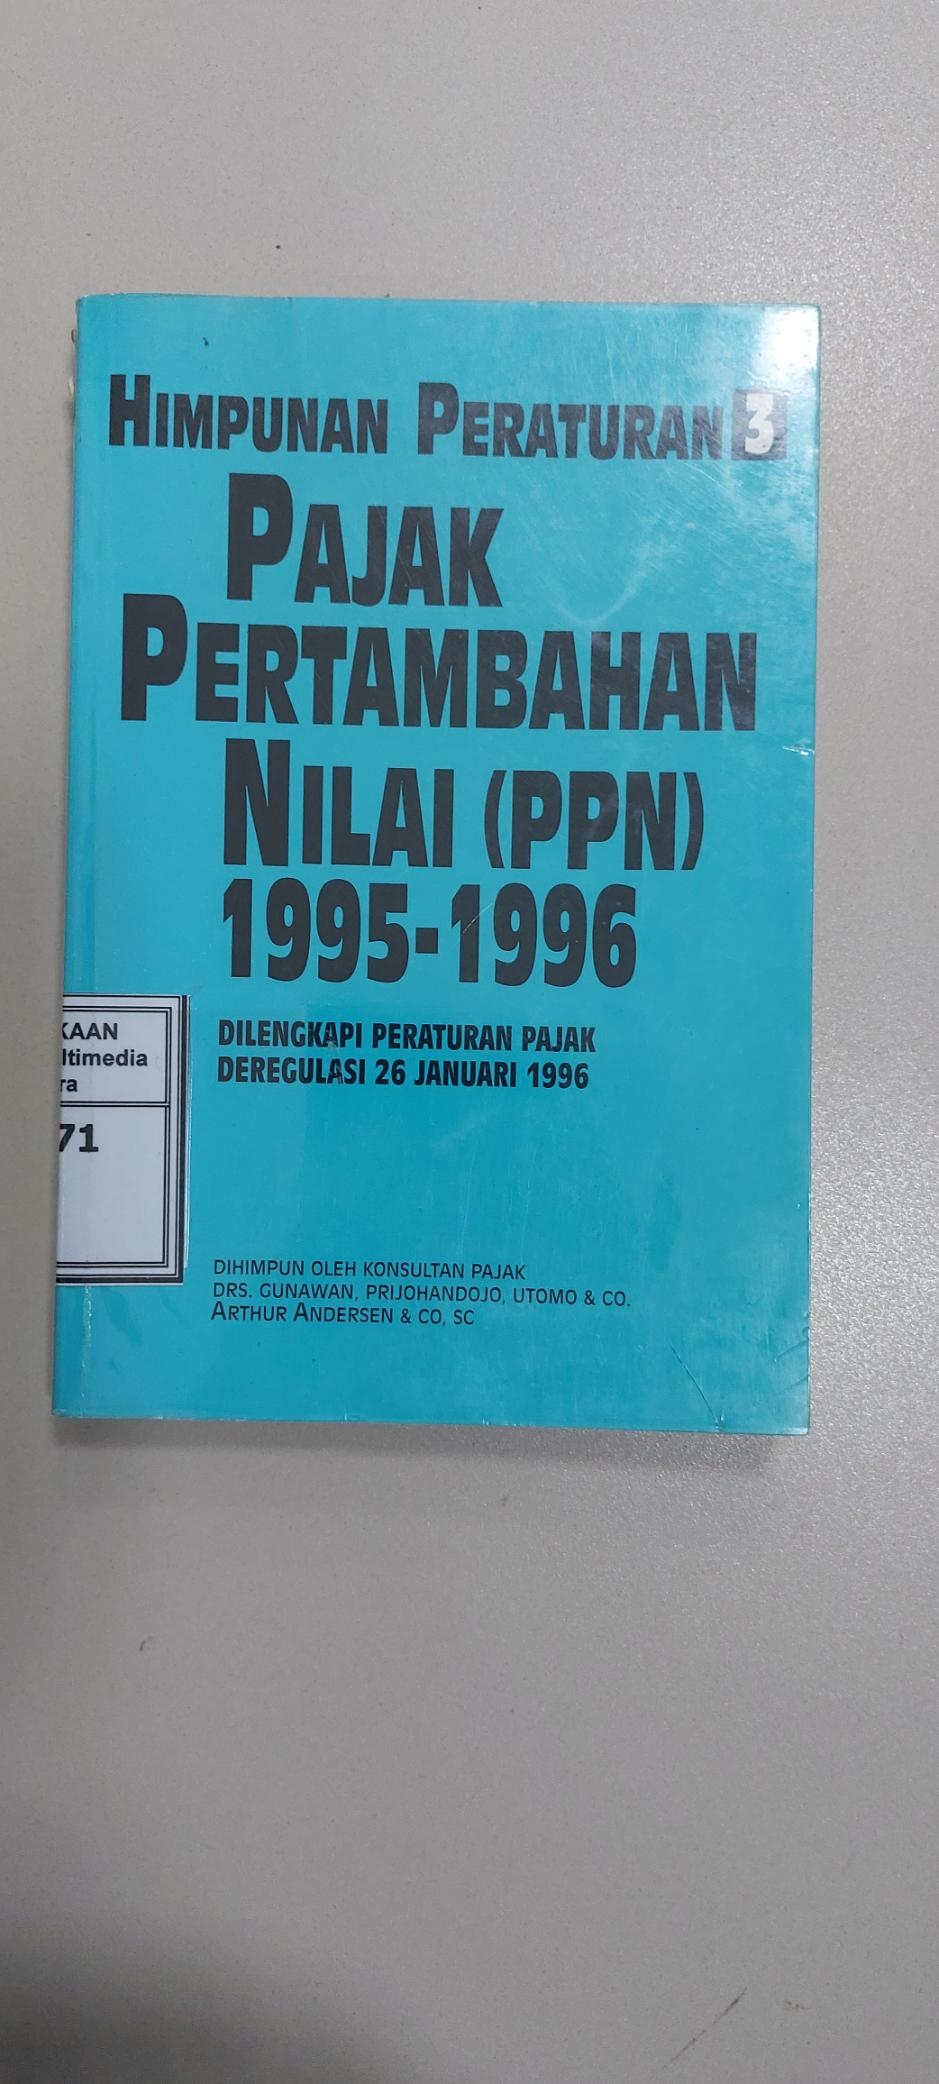 HIMPUNAN PERATURAN 3
PAJAK
PERTAMBAHAN
NILAI (PPN)
1995-1996
DILENGKAPI PERATURAN PAJAK
DEREGULASI 26 JANUARI 1996
KAAN
ltimedia
ra
71
DIHIMPUN OLEH KONSULTAN PAJAK
DRS. GUNAWAN, PRIJOHANDOJO, UTOMO & CO.
ARTHUR ANDERSEN & CO, SC